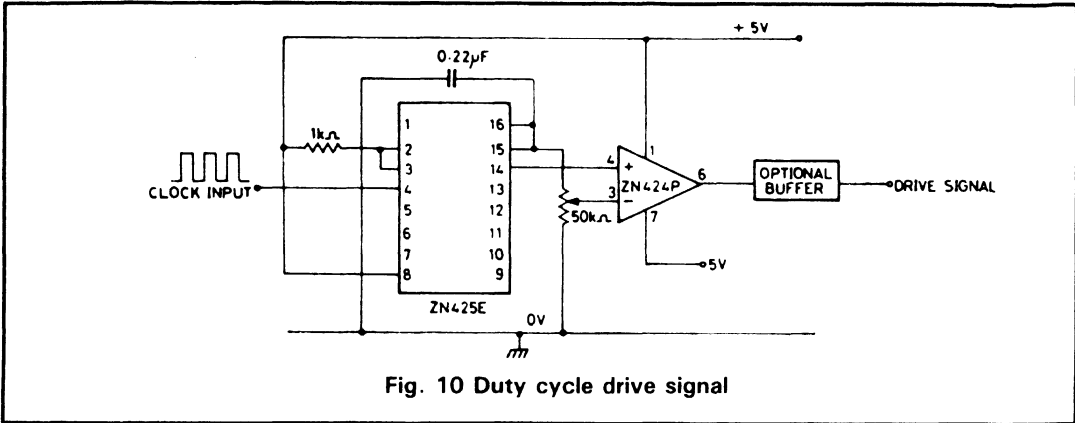 + 5V
0.22µF
1kΩ
CLOCK INPUT
1
2
3
4
5
6
7
8
16
15
14
13
12
11
10
9
ZN425E
50kΩ
4
+
3
−
1
ZN424P
6
7
5V
OPTIONAL
BUFFER
DRIVE SIGNAL
0V
Fig. 10 Duty cycle drive signal